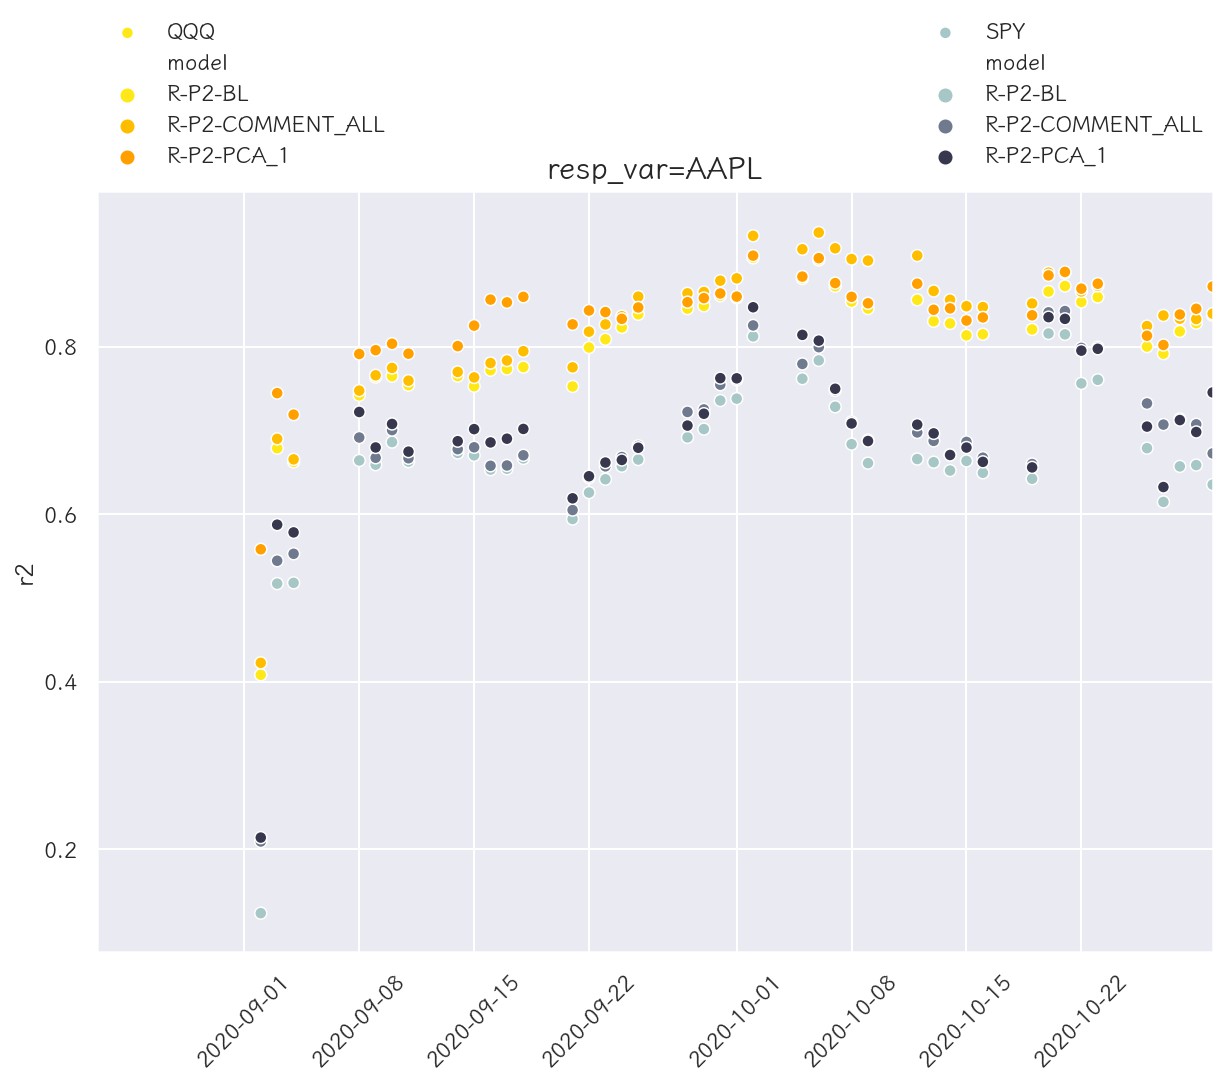 QQQ
model
R-P2-BL
R-P2-COMMENT_ALL
R-P2-PCA_1
SPY
model
R-P2-BL
R-P2-COMMENT_ALL
R-P2-PCA_1
resp_var=AAPL
0.8
0.6
r2
0.4
0.2
2020-09-01
2020-09-08
2020-09-15
2020-09-22
2020-10-01
2020-10-08
2020-10-15
2020-10-22